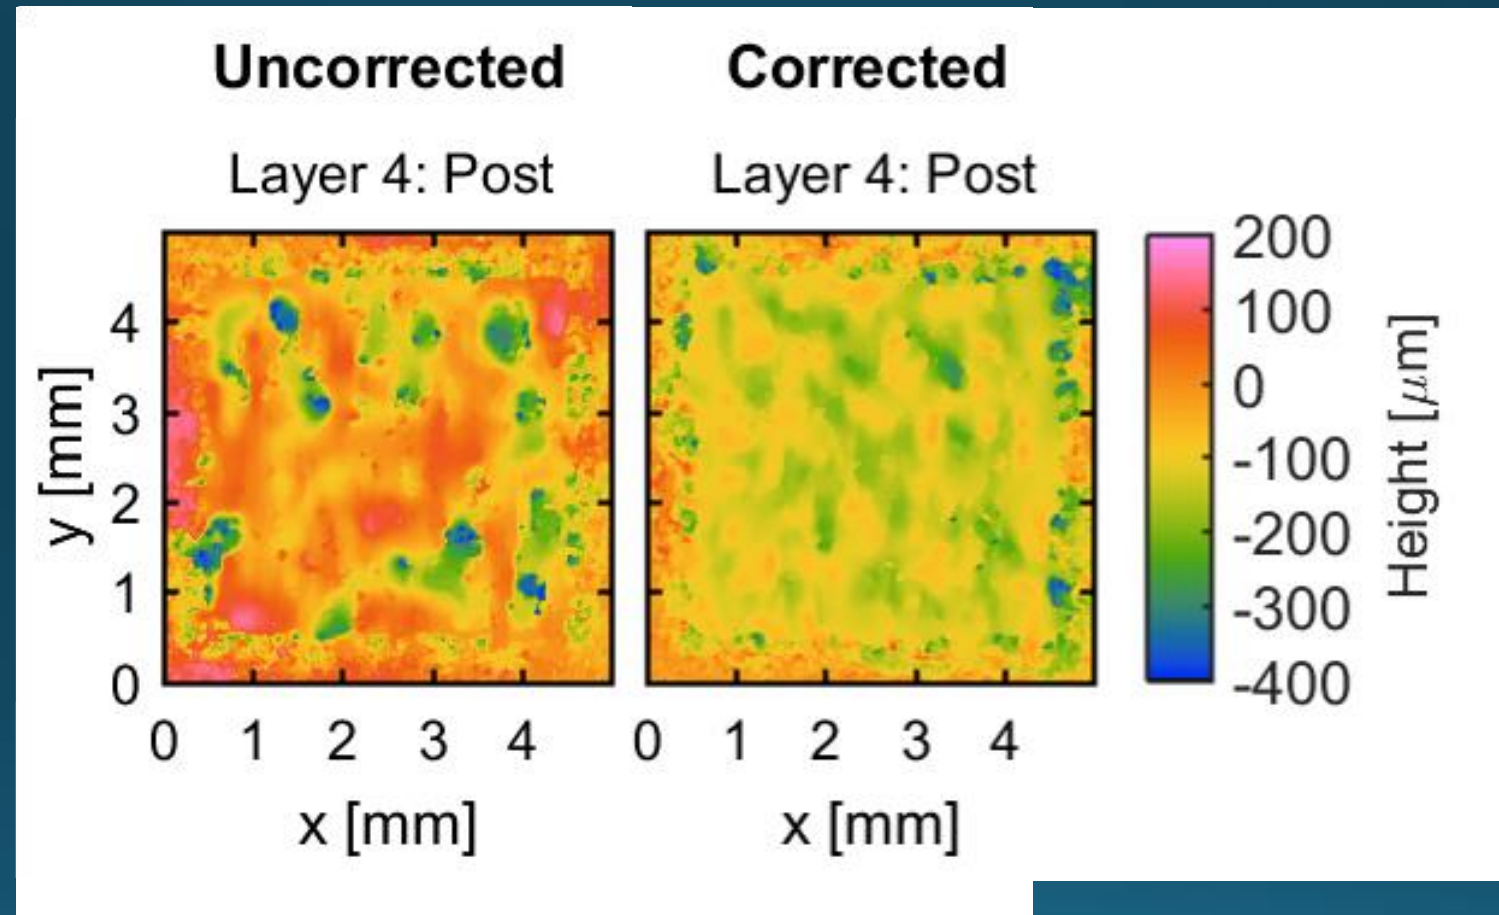 Uncorrected
Corrected
Layer 4: Post
Layer 4: Post
y [mm]
4
3
2
1
0
0 1 2 3 4
0 1 2 3 4
x [mm]
x [mm]
200
100
0
-100
-200
-300
-400
Height [μm]